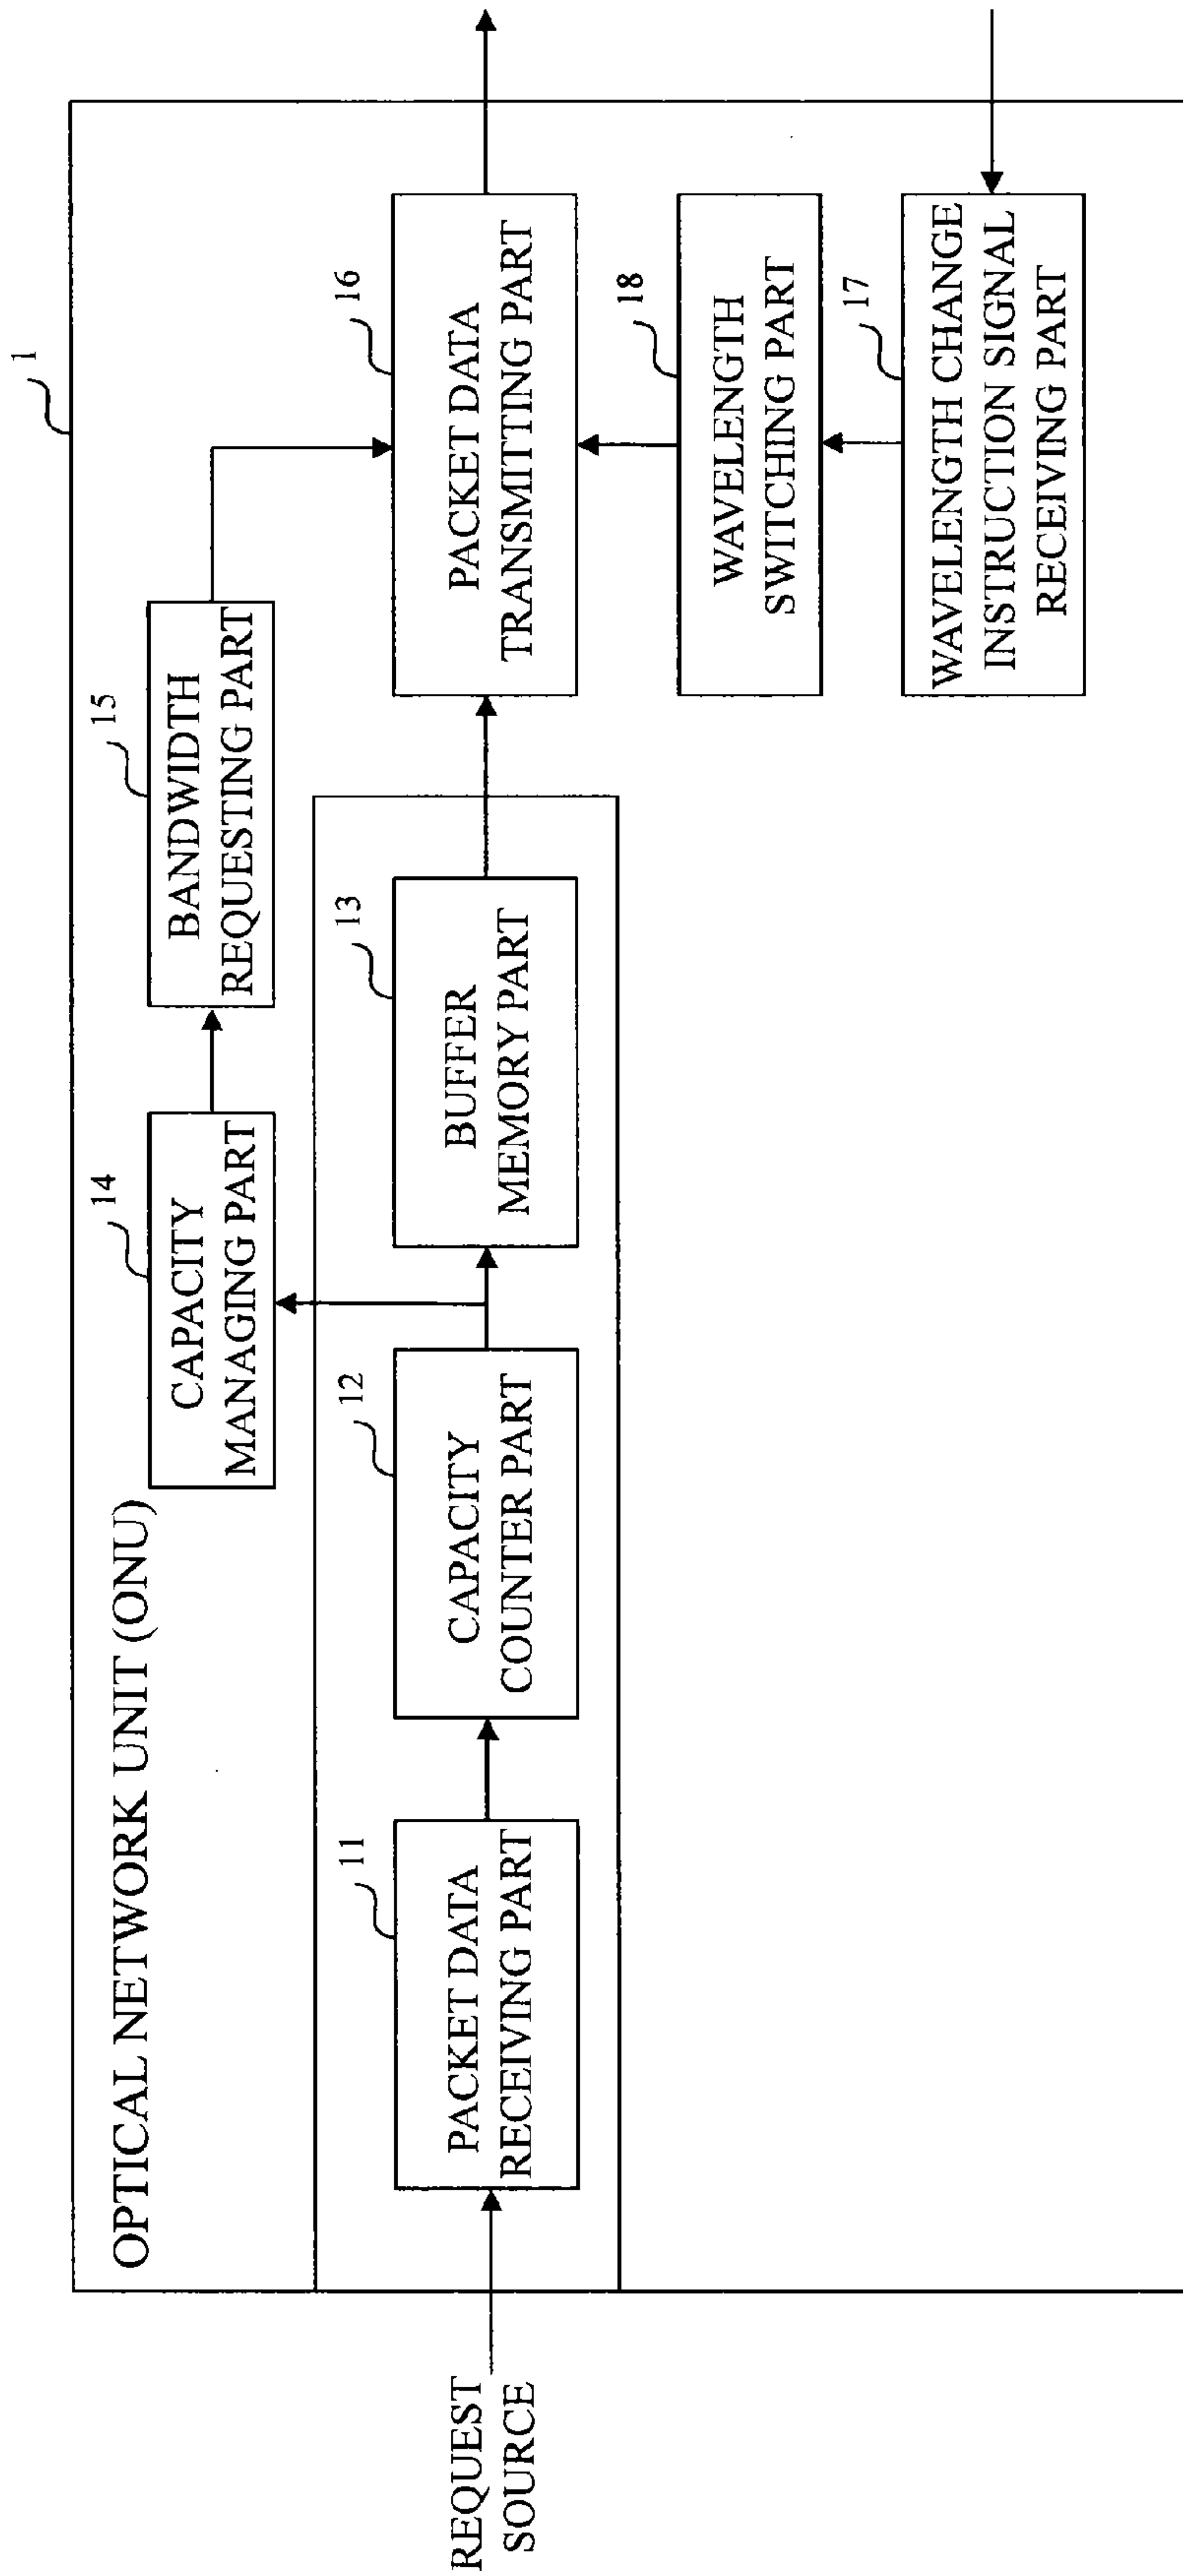 1
OPTICAL NETWORK UNIT (ONU)
14
CAPACITY
MANAGING PART
15
BANDWIDTH
REQUESTING PART
REQUEST
SOURCE
11
PACKET DATA
RECEIVING PART
12
CAPACITY
COUNTER PART
13
BUFFER
MEMORY PART
16
PACKET DATA
TRANSMITTING PART
18
WAVELENGTH
SWITCHING PART
17
WAVELENGTH CHANGE
INSTRUCTION SIGNAL
RECEIVING PART